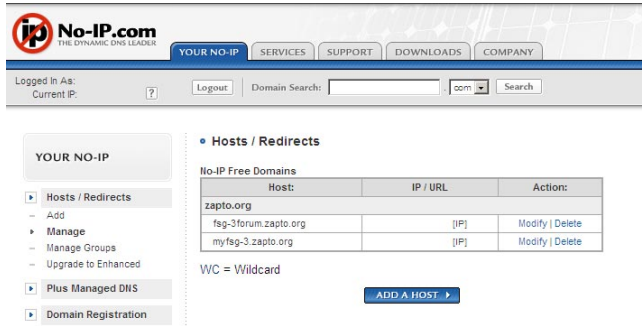 No-IP.com
THE DYNAMIC DNS LEADER
YOUR NO-IP
SERVICES
SUPPORT
DOWNLOADS
COMPANY
Logged In As:
Current IP:
?
Logout
Domain Search:
. com
Search
YOUR NO-IP
Hosts / Redirects
Add
Manage
Manage Groups
Upgrade to Enhanced
Plus Managed DNS
Domain Registration
Hosts / Redirects
No-IP Free Domains
Host: IP / URL Action:
zapto.org
fsg-3forum.zapto.org [IP] Modify | Delete
myfsg-3.zapto.org [IP] Modify | Delete
WC = Wildcard
ADD A HOST